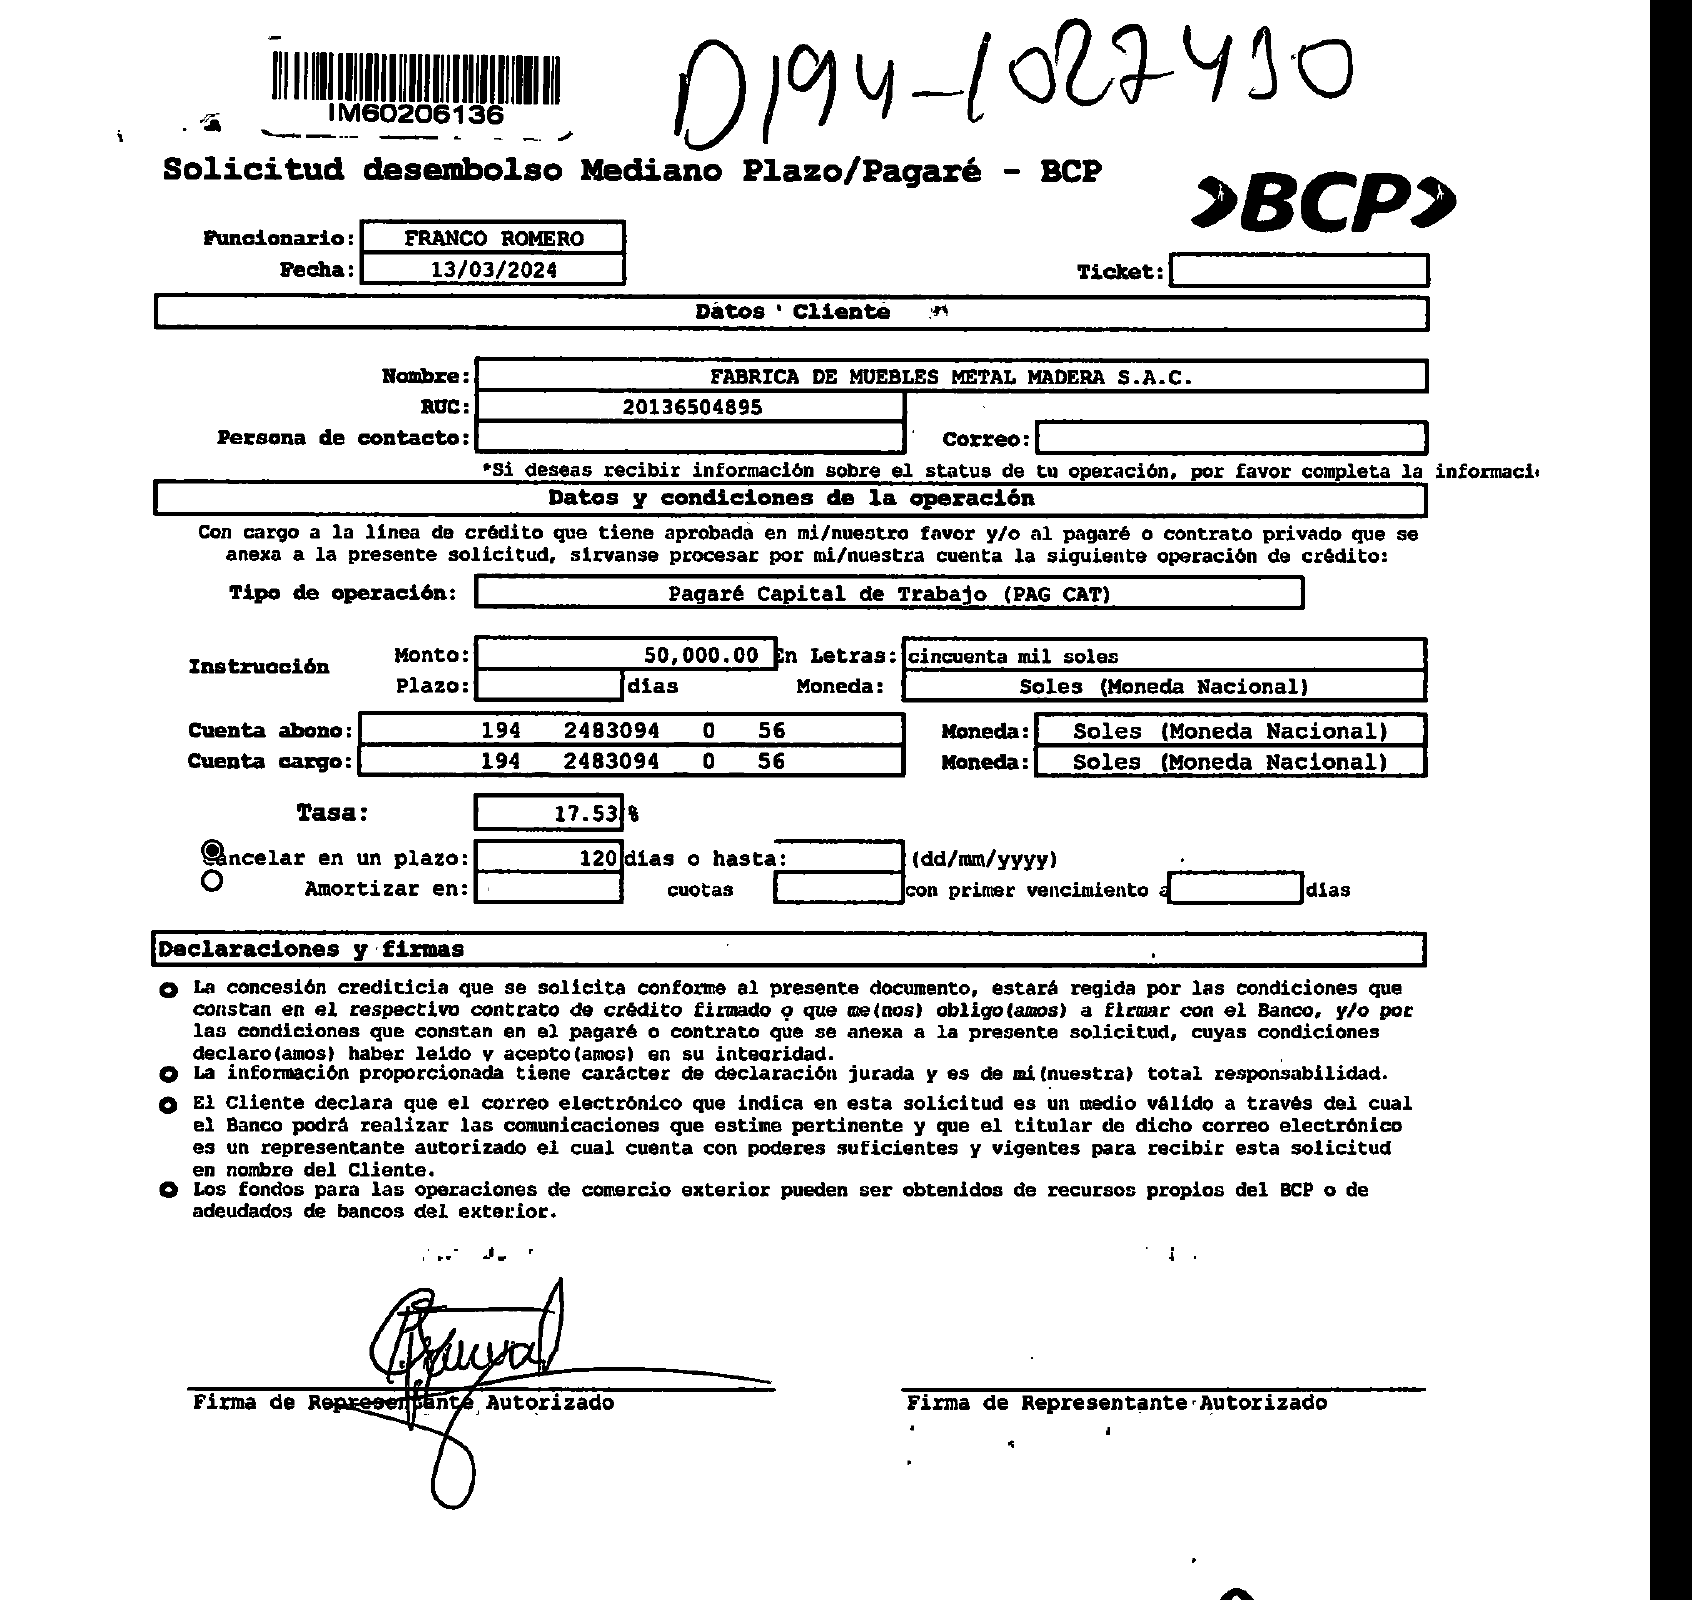 D194-1027430
IM60206136
Solicitud desembolso Mediano Plazo/Pagaré - BCP
BCP
Funcionario: FRANCO ROMERO
Fecha: 13/03/2024 Ticket:
Datos Cliente
Nombre: FABRICA DE MUEBLES METAL MADERA S.A.C.
RUC: 20136504895
Persona de contacto: Correo:
*Si deseas recibir información sobre el status de tu operación, por favor completa la informaci
Datos y condiciones de la operación
Con cargo a la línea de crédito que tiene aprobada en mi/nuestro favor y/o al pagaré o contrato privado que se
anexa a la presente solicitud, sírvanse procesar por mi/nuestra cuenta la siguiente operación de crédito:
Tipo de operación: Pagaré Capital de Trabajo (PAG CAT)
Instrucción Monto: 50,000.00 En Letras: cincuenta mil soles
Plazo: días Moneda: Soles (Moneda Nacional)
Cuenta abono: 194 2483094 0 56 Moneda: Soles (Moneda Nacional)
Cuenta cargo: 194 2483094 0 56 Moneda: Soles (Moneda Nacional)
Tasa: 17.53 %
Cancelar en un plazo: 120 días o hasta: (dd/mm/yyyy)
Amortizar en: cuotas con primer vencimiento a días
Declaraciones y firmas
La concesión crediticia que se solicita conforme al presente documento, estará regida por las condiciones que
constan en el respectivo contrato de crédito firmado o que me(nos) obligo(amos) a firmar con el Banco, y/o por
las condiciones que constan en el pagaré o contrato que se anexa a la presente solicitud, cuyas condiciones
declaro(amos) haber leído y acepto(amos) en su integridad.
La información proporcionada tiene carácter de declaración jurada y es de mi(nuestra) total responsabilidad.
El Cliente declara que el correo electrónico que indica en esta solicitud es un medio válido a través del cual
el Banco podrá realizar las comunicaciones que estime pertinente y que el titular de dicho correo electrónico
es un representante autorizado el cual cuenta con poderes suficientes y vigentes para recibir esta solicitud
en nombre del Cliente.
Los fondos para las operaciones de comercio exterior pueden ser obtenidos de recursos propios del BCP o de
adeudados de bancos del exterior.
Firma de Representante Autorizado Firma de Representante Autorizado